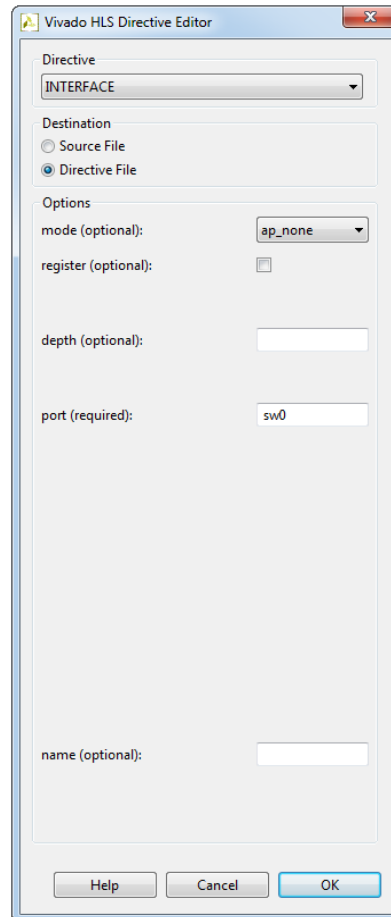 Vivado HLS Directive Editor
Directive
INTERFACE
Destination
Source File
Directive File
Options
mode (optional): ap_none
register (optional):
depth (optional):
port (required): sw0
name (optional):
Help Cancel OK